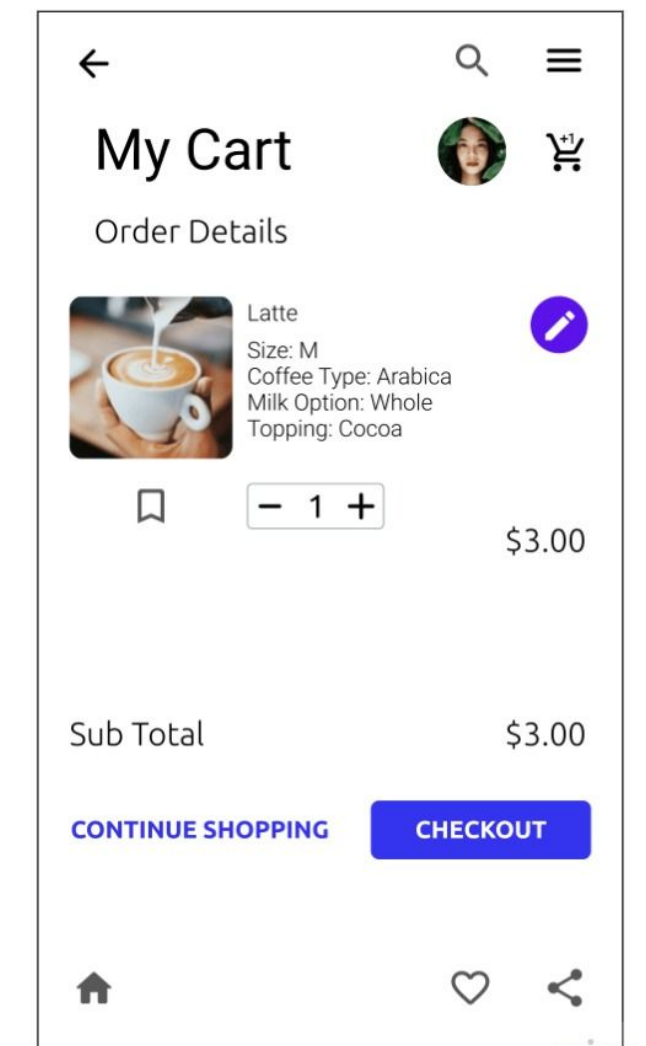 My Cart
+1
Order Details
Latte
Size: M
Coffee Type: Arabica
Milk Option: Whole
Topping: Cocoa
1
$3.00
Sub Total $3.00
CONTINUE SHOPPING CHECKOUT